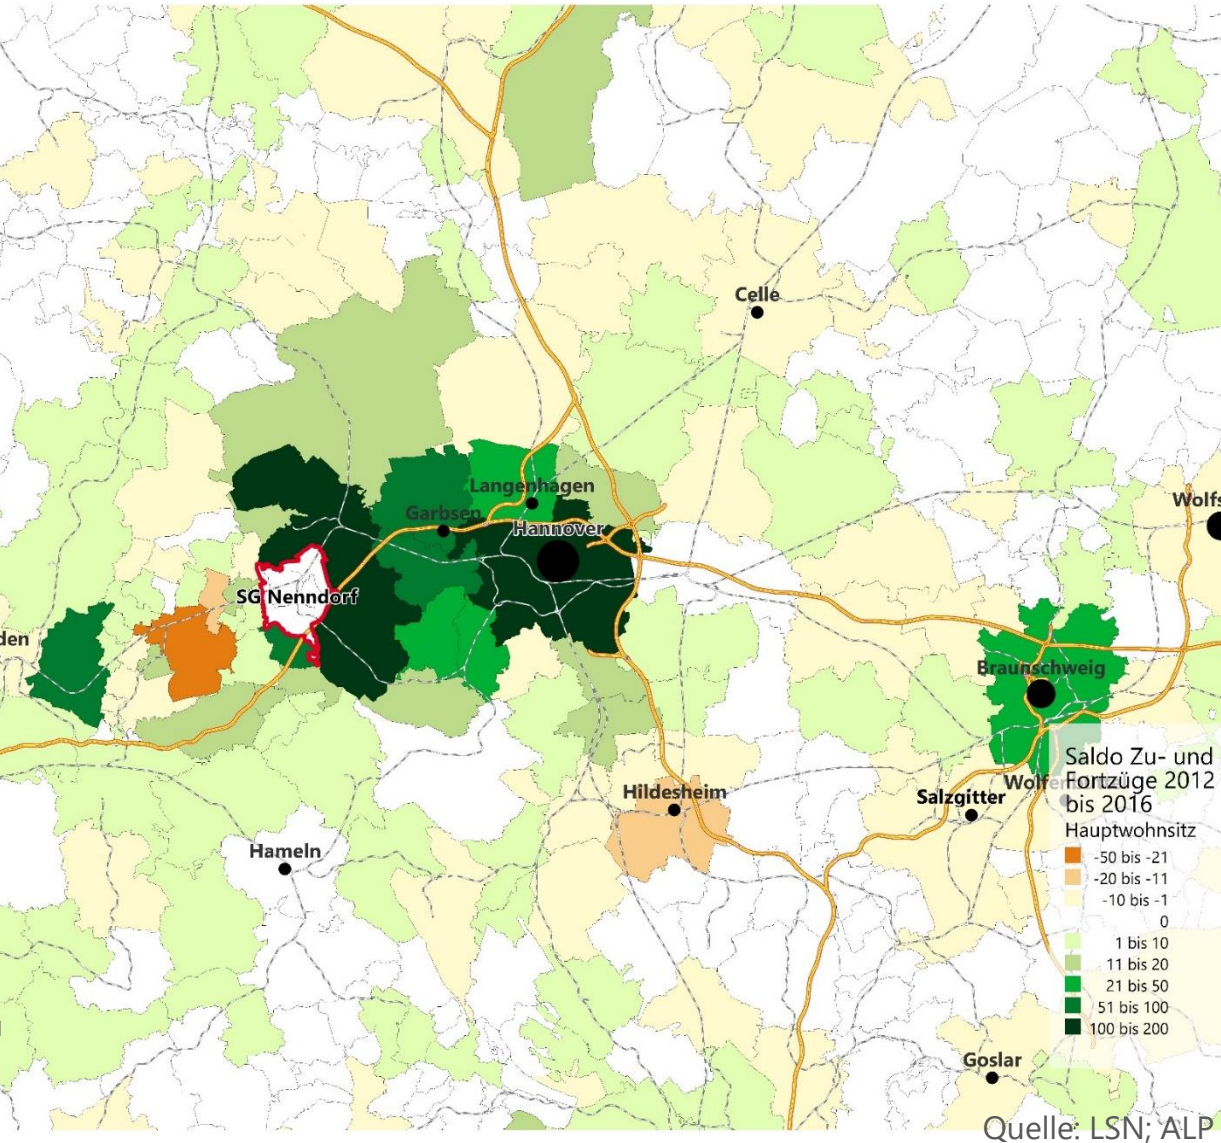 Celle
Langenhagen
Garbsen
Hannover
Wolfs
SG Nenndorf
den
Braunschweig
Hildesheim
Salzgitter
Hameln
Goslar
Saldo Zu- und
Fortzüge 2012
bis 2016
Hauptwohnsitz
-50 bis -21
-20 bis -11
-10 bis -1
0
1 bis 10
11 bis 20
21 bis 50
51 bis 100
100 bis 200
Quelle: LSN; ALP